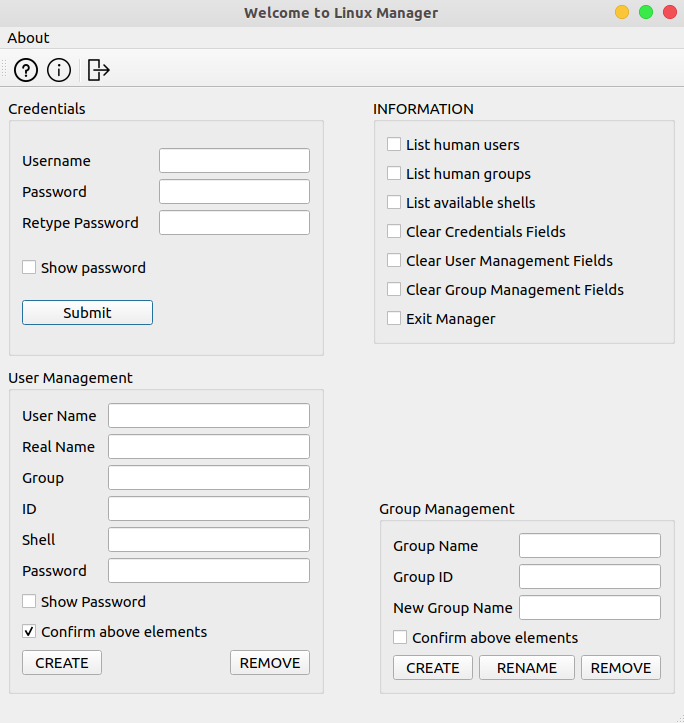 Welcome to Linux Manager
About
Credentials
Username
Password
Retype Password
Show password
Submit
INFORMATION
List human users
List human groups
List available shells
Clear Credentials Fields
Clear User Management Fields
Clear Group Management Fields
Exit Manager
User Management
User Name
Real Name
Group
ID
Shell
Password
Show Password
Confirm above elements
CREATE REMOVE
Group Management
Group Name
Group ID
New Group Name
Confirm above elements
CREATE RENAME REMOVE